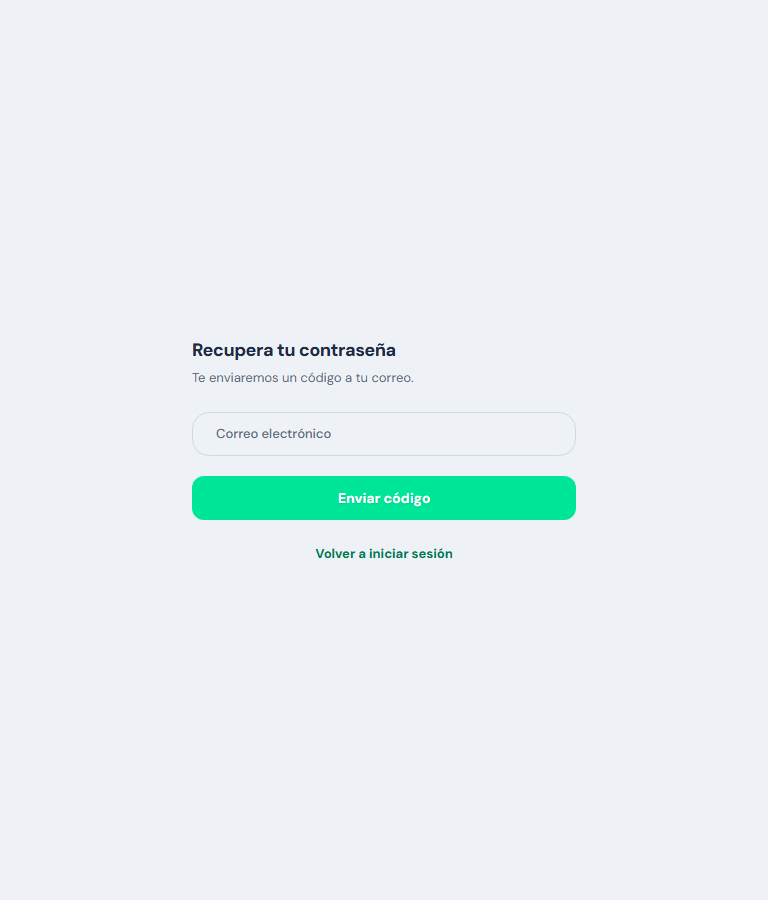 Recupera tu contraseña
Te enviaremos un código a tu correo.
Correo electrónico
Enviar código
Volver a iniciar sesión